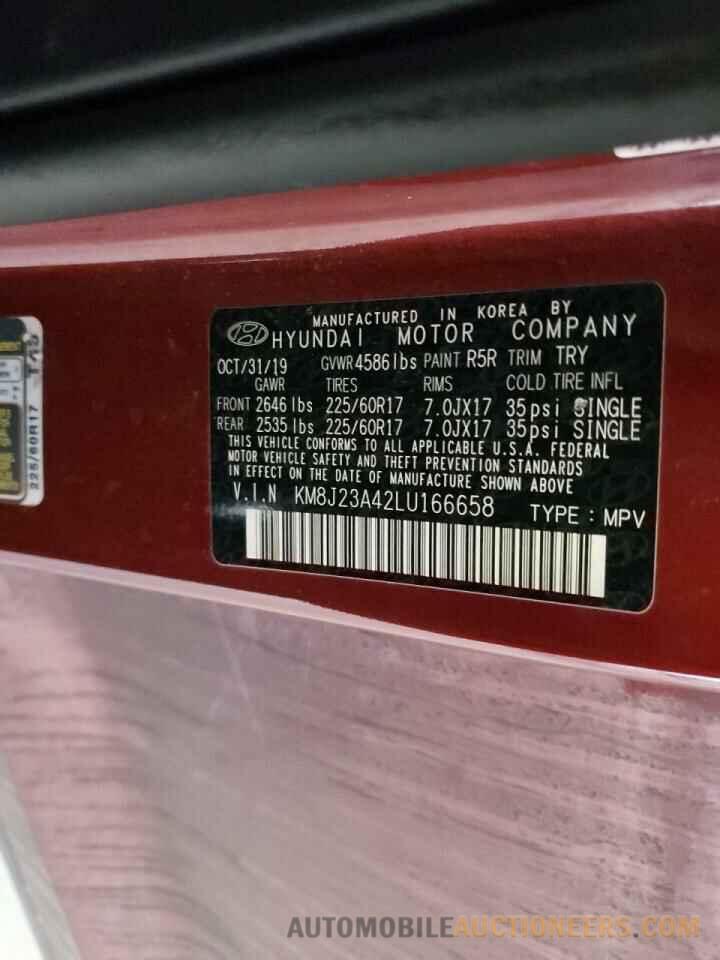 MANUFACTURED IN KOREA BY
HYUNDAI MOTOR COMPANY
OCT/31/19 GVWR 4586 lbs PAINT R5R TRIM TRY
GAWR TIRES RIMS COLD TIRE INFL
FRONT 2646 lbs 225/60R17 7.0JX17 35psi SINGLE
REAR 2535 lbs 225/60R17 7.0JX17 35psi SINGLE
THIS VEHICLE CONFORMS TO ALL APPLICABLE U.S.A. FEDERAL
MOTOR VEHICLE SAFETY AND THEFT PREVENTION STANDARDS
IN EFFECT ON THE DATE OF MANUFACTURE SHOWN ABOVE
V.I.N KM8J23A42LU166658 TYPE : MPV
225/60R17
AUTOMOBILEAUCTIONEERS.COM